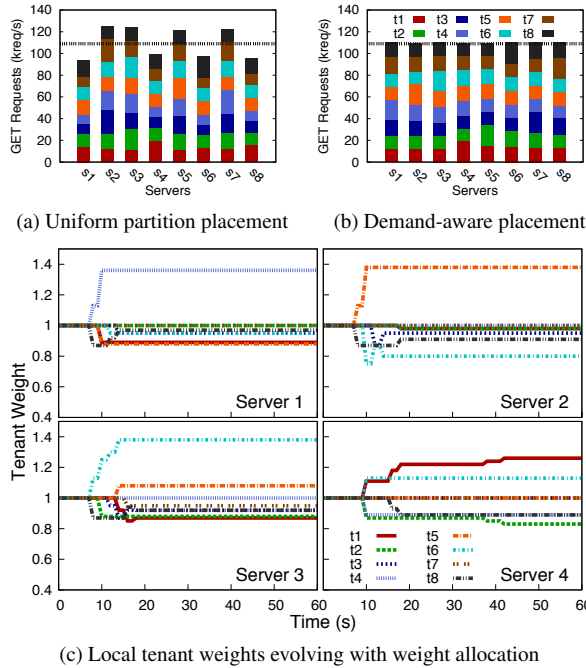 GET Requests (kreq/s)
140
120
100
80
60
40
20
0
s1 s2 s3 s4 s5 s6 s7 s8
Servers
GET Requests (kreq/s)
140
120
100
80
60
40
20
0
t1 t3 t5 t7
t2 t4 t6 t8
s1 s2 s3 s4 s5 s6 s7 s8
Servers
(a) Uniform partition placement
(b) Demand-aware placement
Tenant Weight
1.4
1.2
1
0.8
0.6
0.4
Server 1
Server 2
1.4
1.2
1
0.8
0.6
0.4
Server 3
t1 t5
t2 t6
t3 t7
t4 t8
Server 4
0 10 20 30 40 50 60
10 20 30 40 50 60
Time (s)
(c) Local tenant weights evolving with weight allocation